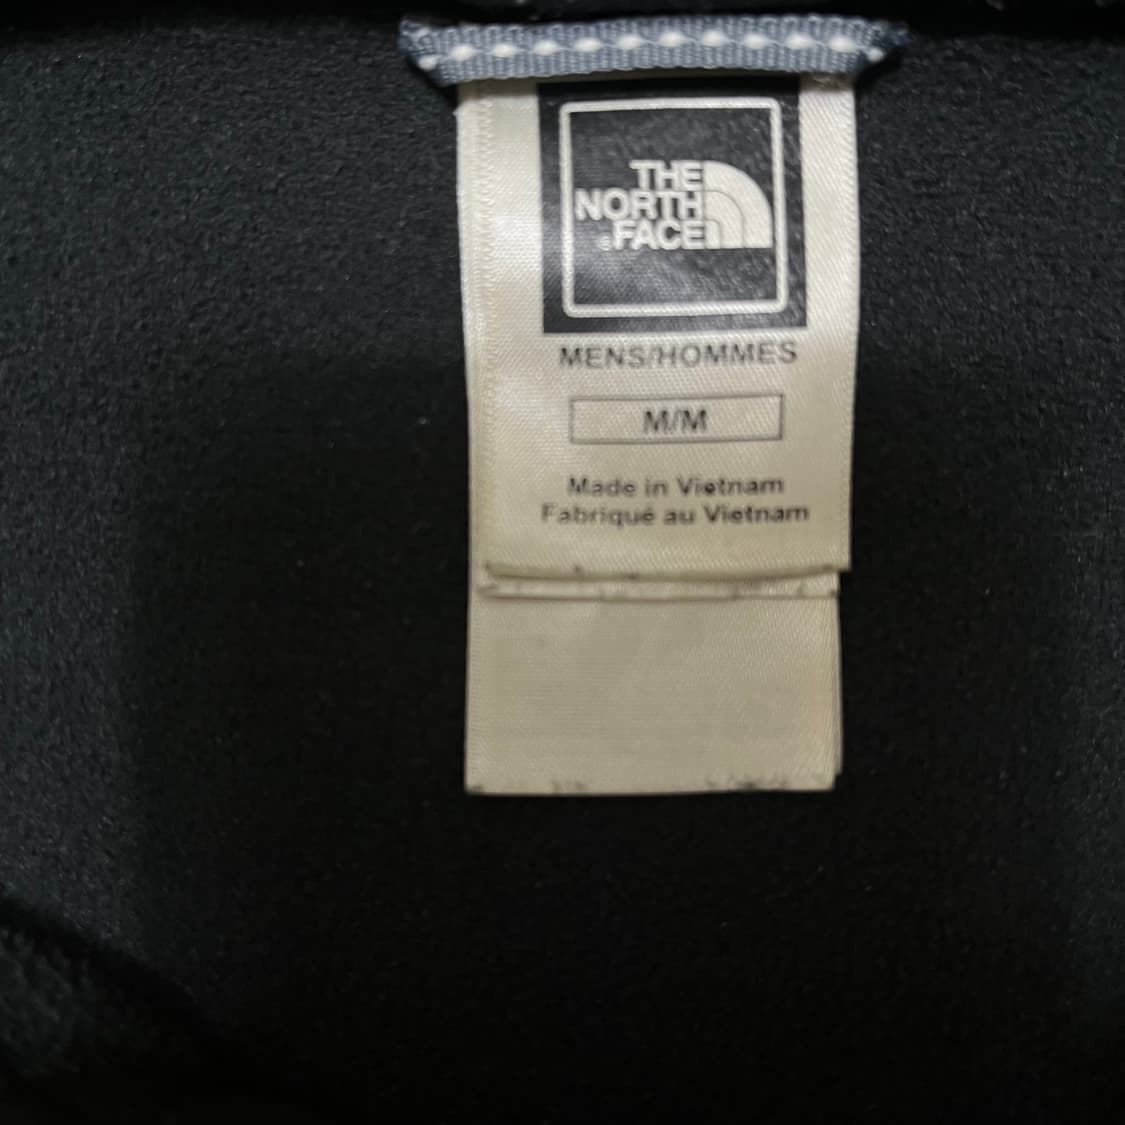 THE
NORTH
FACE
MENS/HOMMES
M/M
Made in Vietnam
Fabriqué au Vietnam